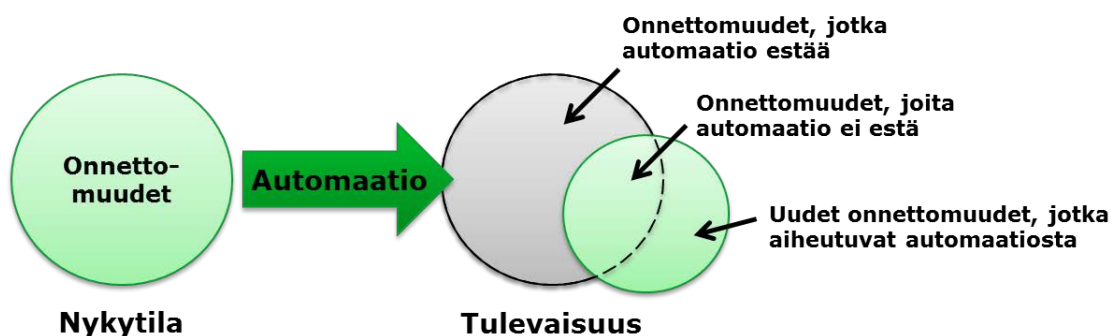 Onnettomuudet, jotka
automaatio estää
Onnettomuudet, joita
automaatio ei estä
Onnetto-
muudet
Automaatio
Uudet onnettomuudet, jotka
aiheutuvat automaatiosta
Nykytila
Tulevaisuus